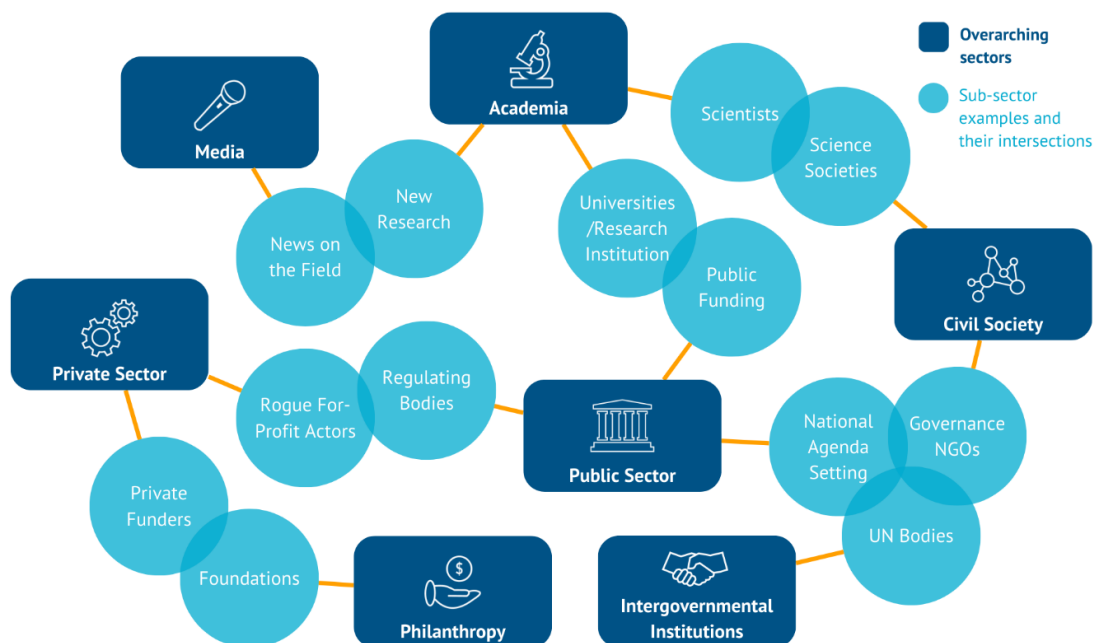 Overarching
sectors
Sub-sector
examples and
their intersections
Academia
Media
Scientists
Science
Societies
New
Research
News on
the Field
Universities
/Research
Institution
Public
Funding
Civil Society
Private Sector
Rogue For-
Profit Actors
Regulating
Bodies
Public Sector
National
Agenda
Setting
Governance
NGOs
UN Bodies
Private
Funders
Foundations
$
Philanthropy
Intergovernmental
Institutions